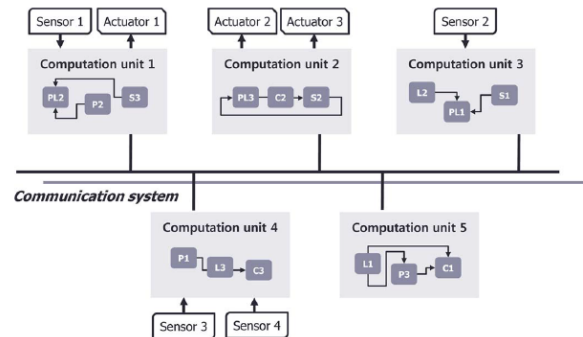 Sensor 1 Actuator 1 Actuator 2 Actuator 3 Sensor 2
Computation unit 1 Computation unit 2 Computation unit 3
PL2 P2 S3 PL3 C2 S2 L2 PL1 S1
Communication system
Computation unit 4 Computation unit 5
P1 L3 C3 L1 P3 C1
Sensor 3 Sensor 4